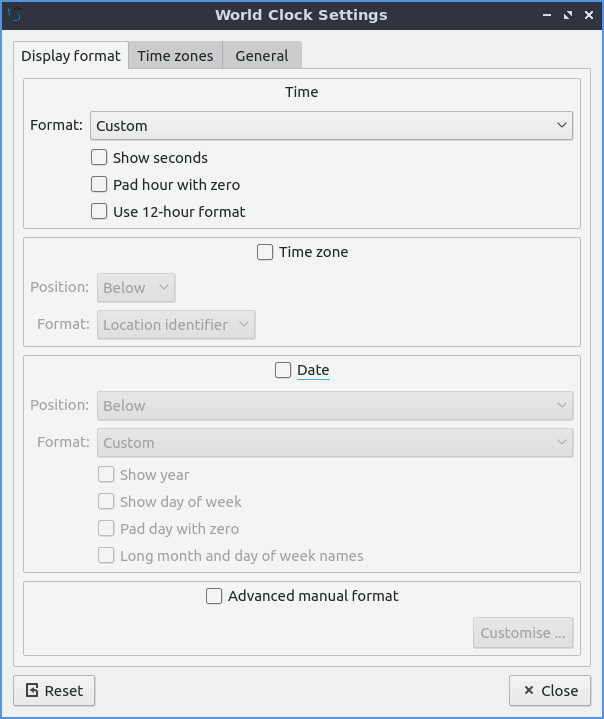 World Clock Settings
Display format Time zones General
Time
Format: Custom
Show seconds
Pad hour with zero
Use 12-hour format
Time zone
Position: Below
Format: Location identifier
Date
Position: Below
Format: Custom
Show year
Show day of week
Pad day with zero
Long month and day of week names
Advanced manual format
Customise ...
Reset Close